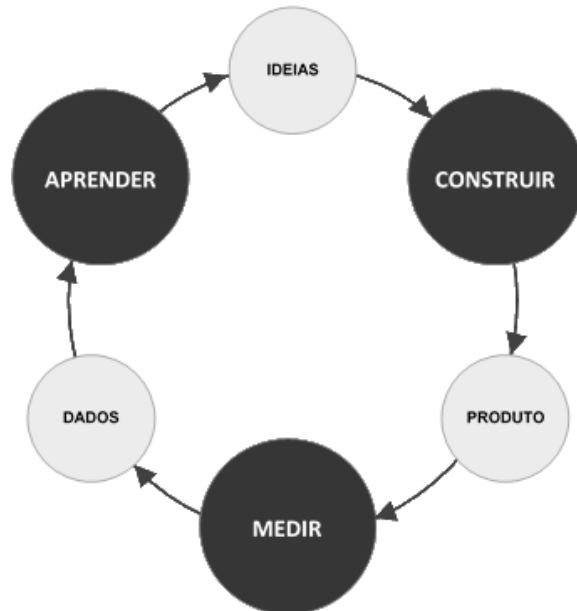 IDEIAS
APRENDER
CONSTRUIR
DADOS
PRODUTO
MEDIR